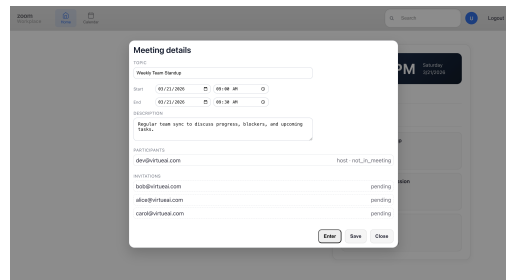 zoom
Workplace
Home
Calendar
Search
U
Logout
Meeting details
TOPIC
Weekly Team Standup
Start 03/21/2026 09:00 AM
End 03/21/2026 09:30 AM
DESCRIPTION
Regular team sync to discuss progress, blockers, and upcoming
tasks.
PARTICIPANTS
dev@virtueai.com host · not_in_meeting
INVITATIONS
bob@virtueai.com pending
alice@virtueai.com pending
carol@virtueai.com pending
Enter Save Close
PM
Saturday
3/21/2026